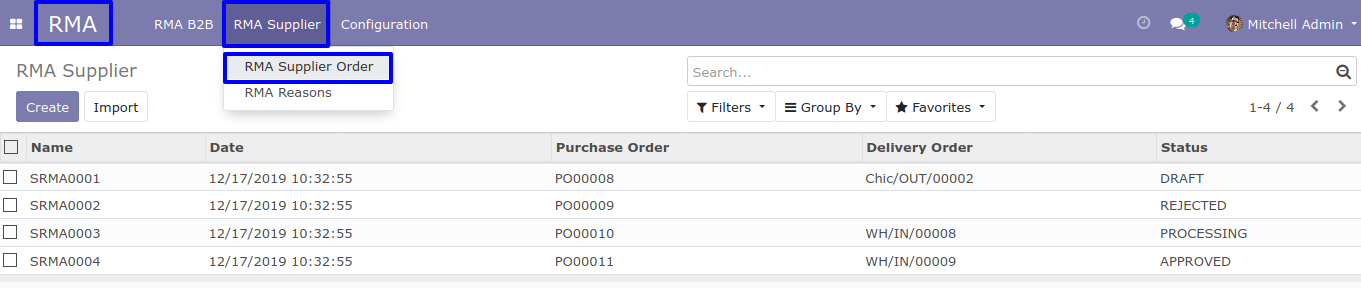 RMA RMA B2B RMA Supplier Configuration 4 Mitchell Admin
RMA Supplier
RMA Supplier Order
RMA Reasons
Search...
Create Import
Filters Group By Favorites 1-4 / 4
Name Date Purchase Order Delivery Order Status
SRMA0001 12/17/2019 10:32:55 PO00008 Chic/OUT/00002 DRAFT
SRMA0002 12/17/2019 10:32:55 PO00009 REJECTED
SRMA0003 12/17/2019 10:32:55 PO00010 WH/IN/00008 PROCESSING
SRMA0004 12/17/2019 10:32:55 PO00011 WH/IN/00009 APPROVED